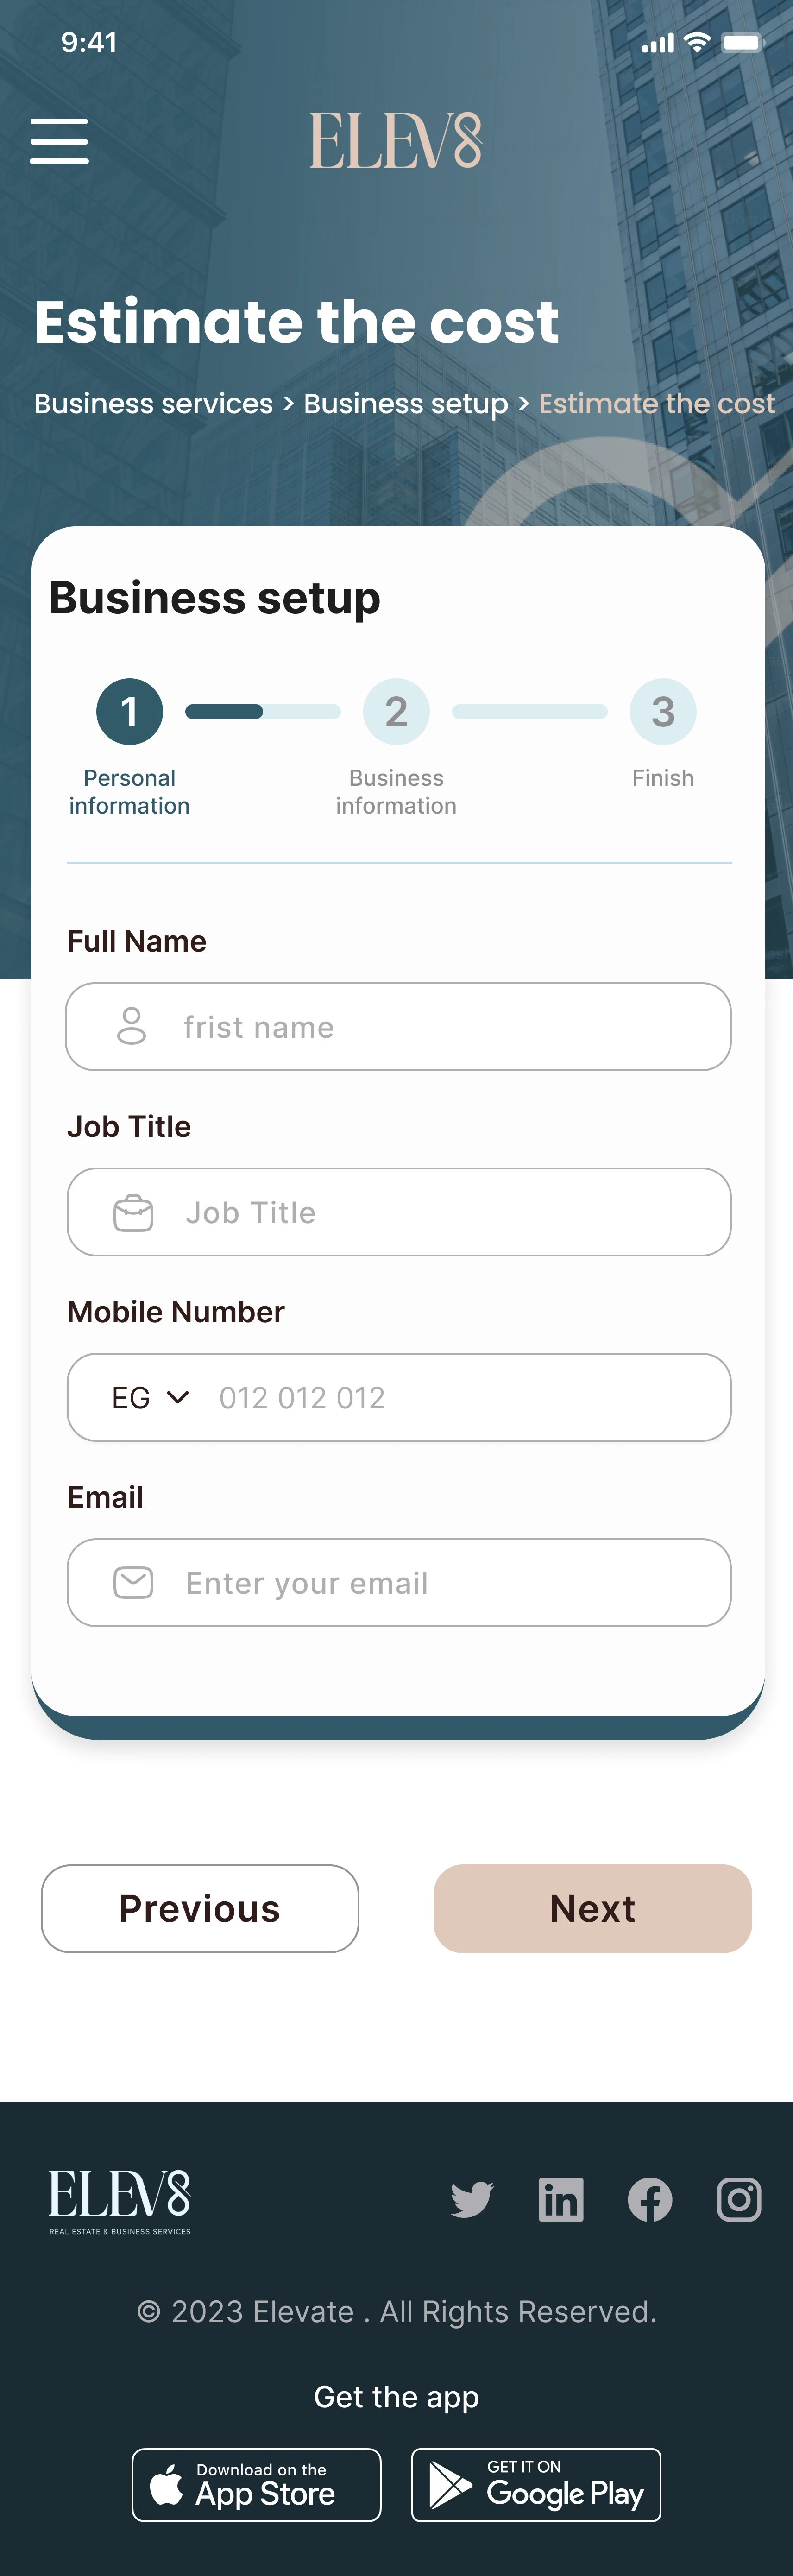 9:41
ELEV8
Estimate the cost
Business services > Business setup > Estimate the cost
Business setup
1
2
3
Personal
information
Business
information
Finish
Full Name
frist name
Job Title
Job Title
Mobile Number
EG 012 012 012
Email
Enter your email
Previous
Next
ELEV8
REAL ESTATE & BUSINESS SERVICES
© 2023 Elevate . All Rights Reserved.
Get the app
Download on the
App Store
GET IT ON
Google Play